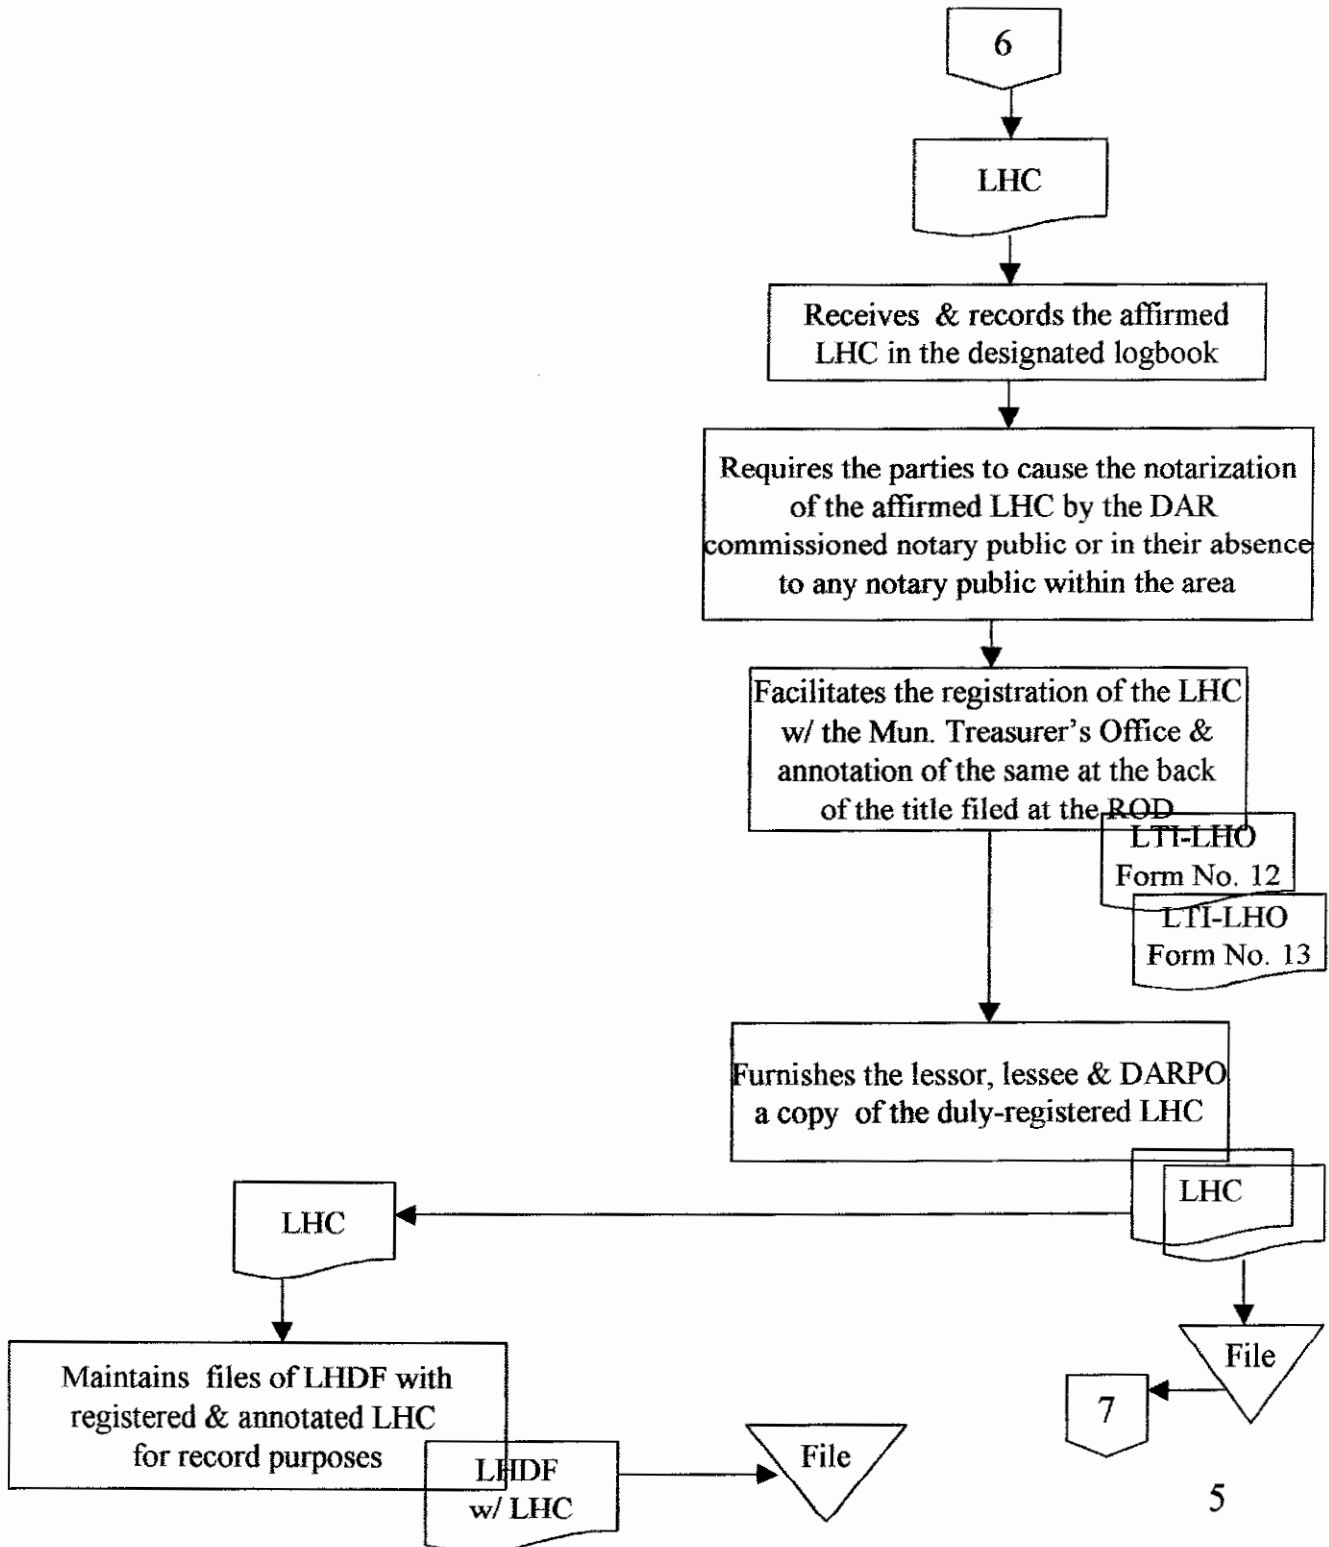 6
LHC
Receives & records the affirmed
LHC in the designated logbook
Requires the parties to cause the notarization
of the affirmed LHC by the DAR
commissioned notary public or in their absence
to any notary public within the area
Facilitates the registration of the LHC
w/ the Mun. Treasurer's Office &
annotation of the same at the back
of the title filed at the ROD
LTI-LHO
Form No. 12
LTI-LHO
Form No. 13
Furnishes the lessor, lessee & DARPO
a copy of the duly-registered LHC
LHC
LHC
Maintains files of LHDF with
registered & annotated LHC
for record purposes
LHDF
w/ LHC
File
File
7
5